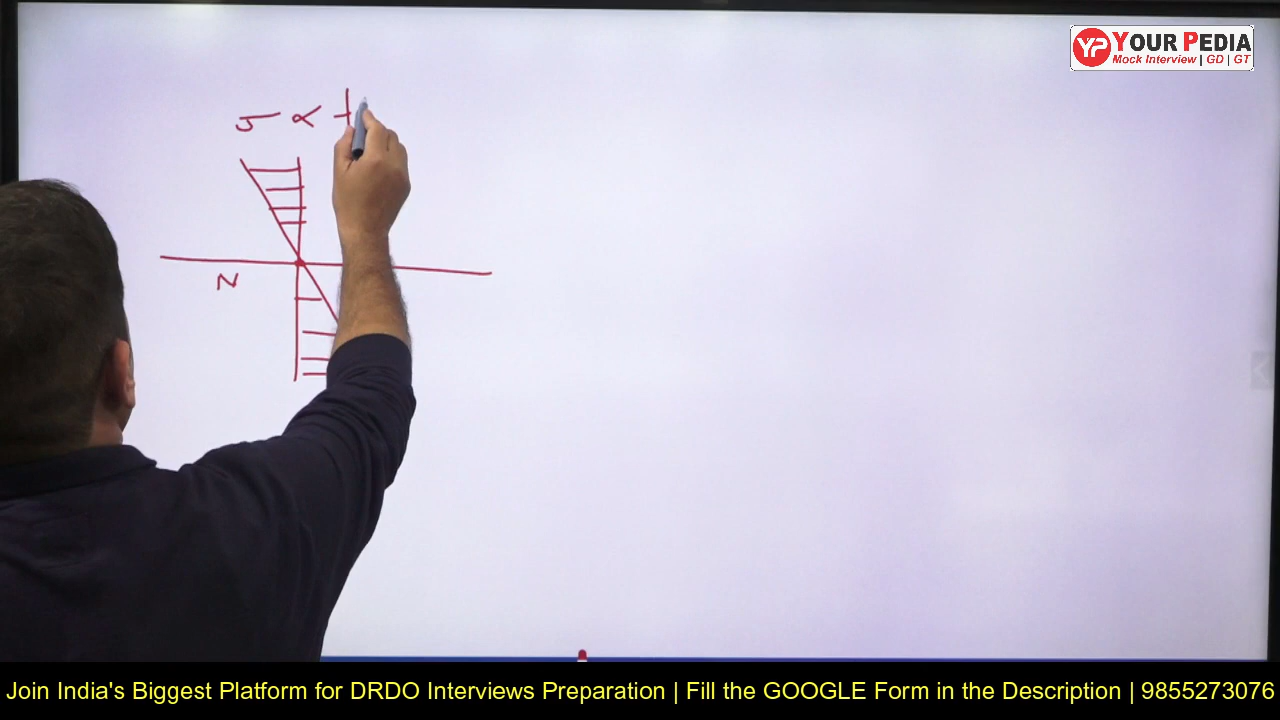 YP YOUR PEDIA
Mock Interview | GD | GT
∝
N
Join India's Biggest Platform for DRDO Interviews Preparation | Fill the GOOGLE Form in the Description | 9855273076